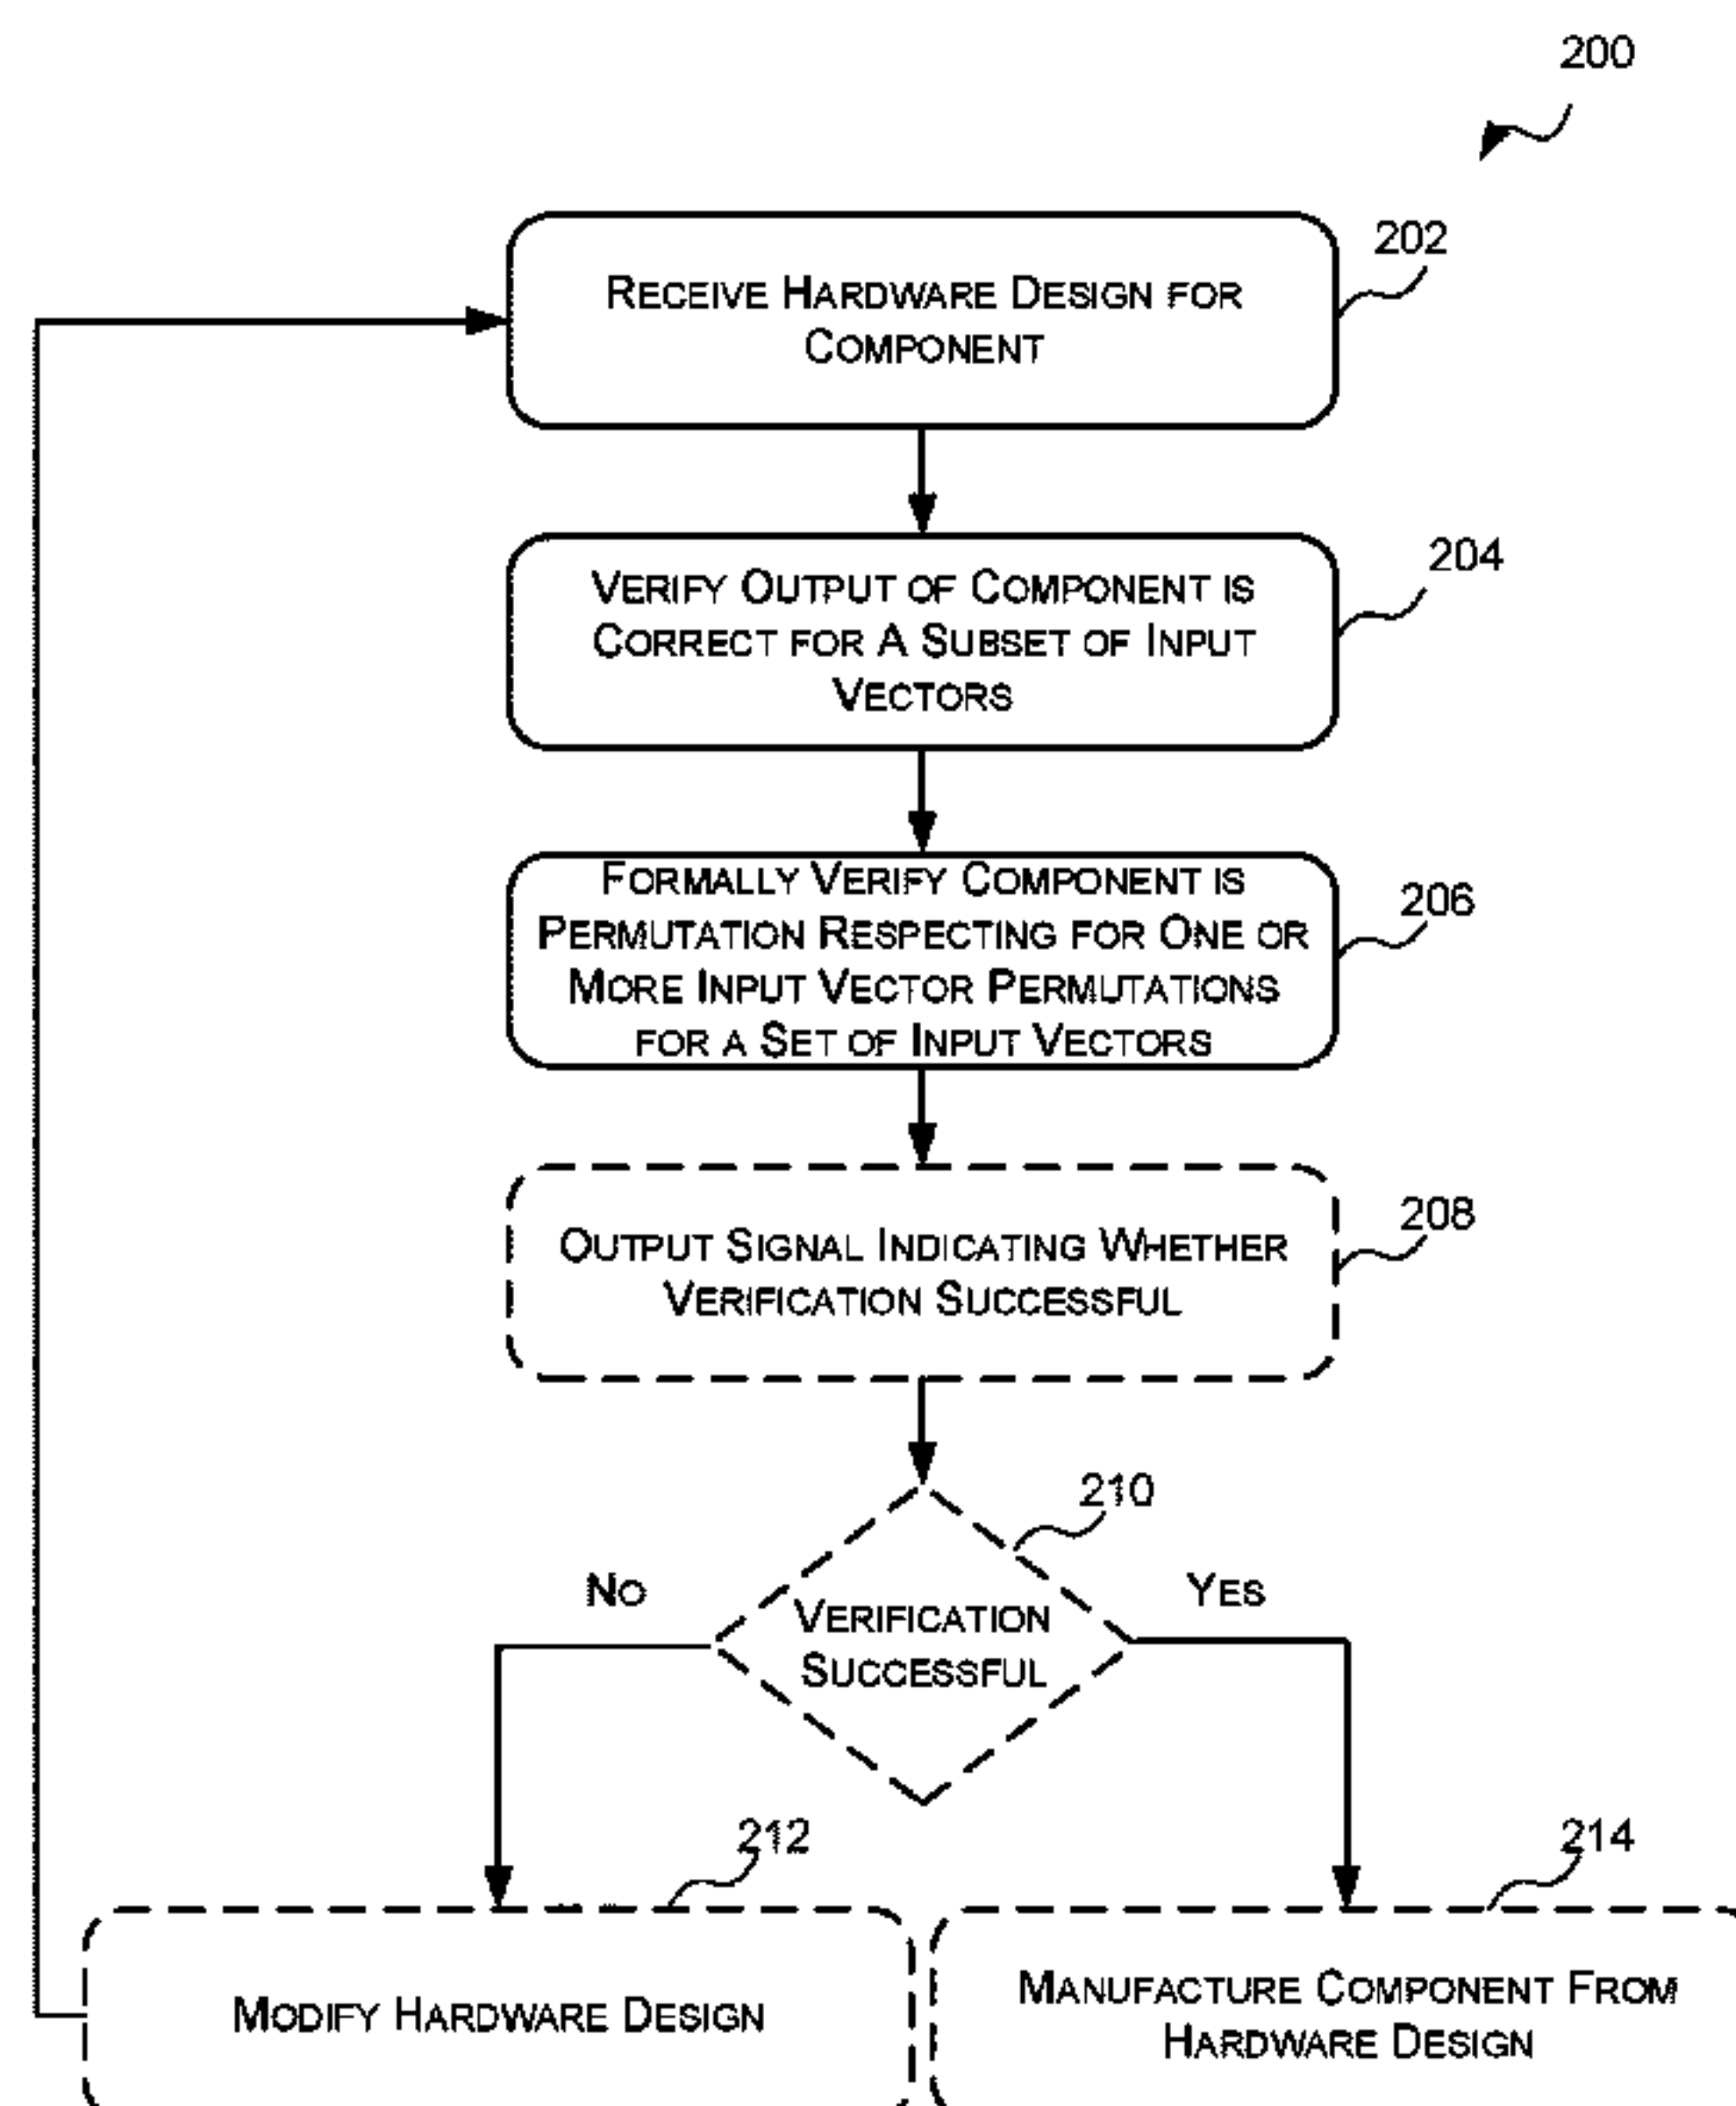 200
202
RECEIVE HARDWARE DESIGN FOR
COMPONENT
204
VERIFY OUTPUT OF COMPONENT IS
CORRECT FOR A SUBSET OF INPUT
VECTORS
206
FORMALLY VERIFY COMPONENT IS
PERMUTATION RESPECTING FOR ONE OR
MORE INPUT VECTOR PERMUTATIONS
FOR A SET OF INPUT VECTORS
208
OUTPUT SIGNAL INDICATING WHETHER
VERIFICATION SUCCESSFUL
210
NO
YES
VERIFICATION
SUCCESSFUL
212
214
MODIFY HARDWARE DESIGN
MANUFACTURE COMPONENT FROM
HARDWARE DESIGN